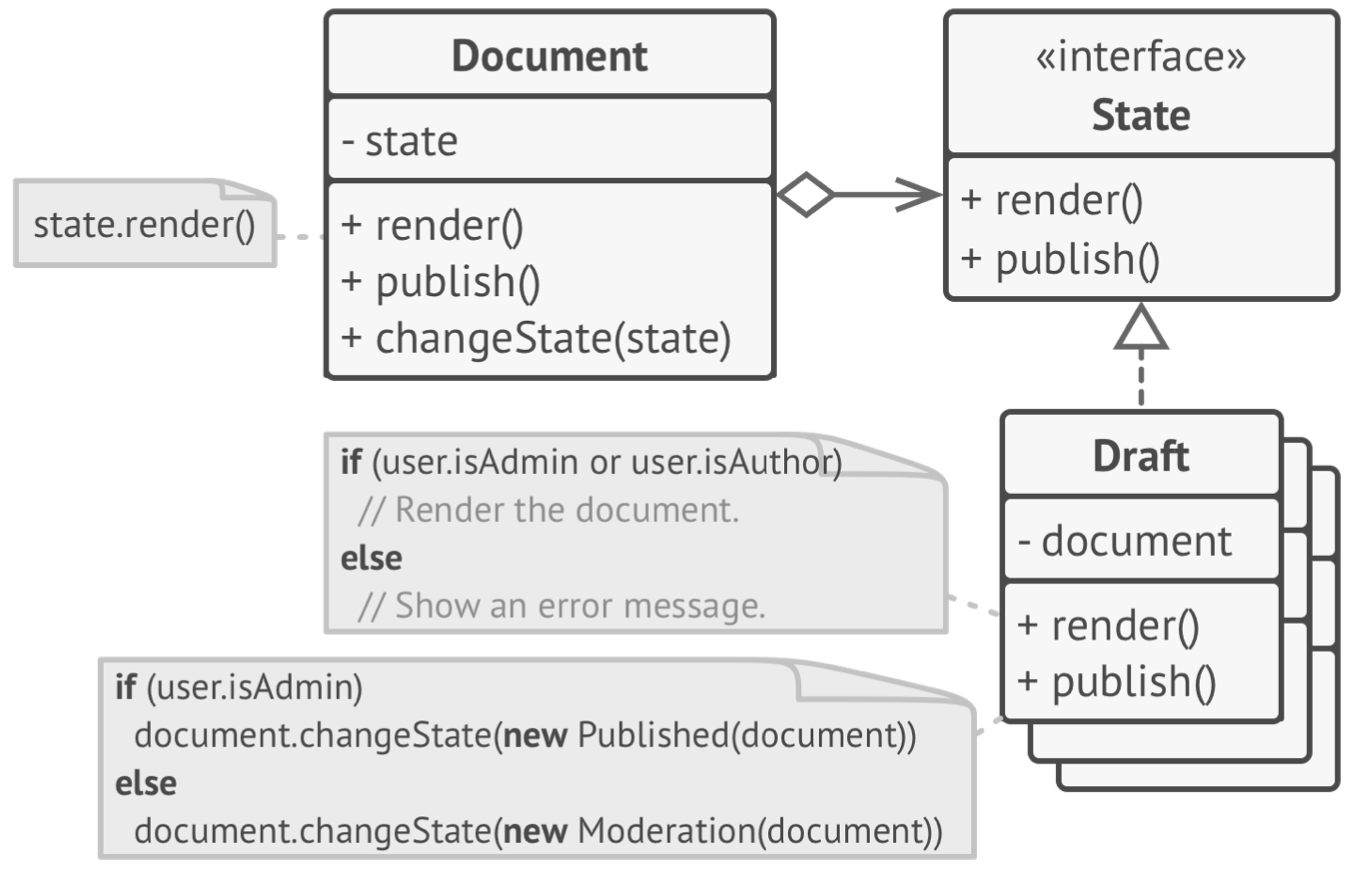 Document
- state
+ render()
+ publish()
+ changeState(state)
«interface»
State
+ render()
+ publish()
state.render()
if (user.isAdmin or user.isAuthor)
// Render the document.
else
// Show an error message.
Draft
- document
+ render()
+ publish()
if (user.isAdmin)
document.changeState(new Published(document))
else
document.changeState(new Moderation(document))